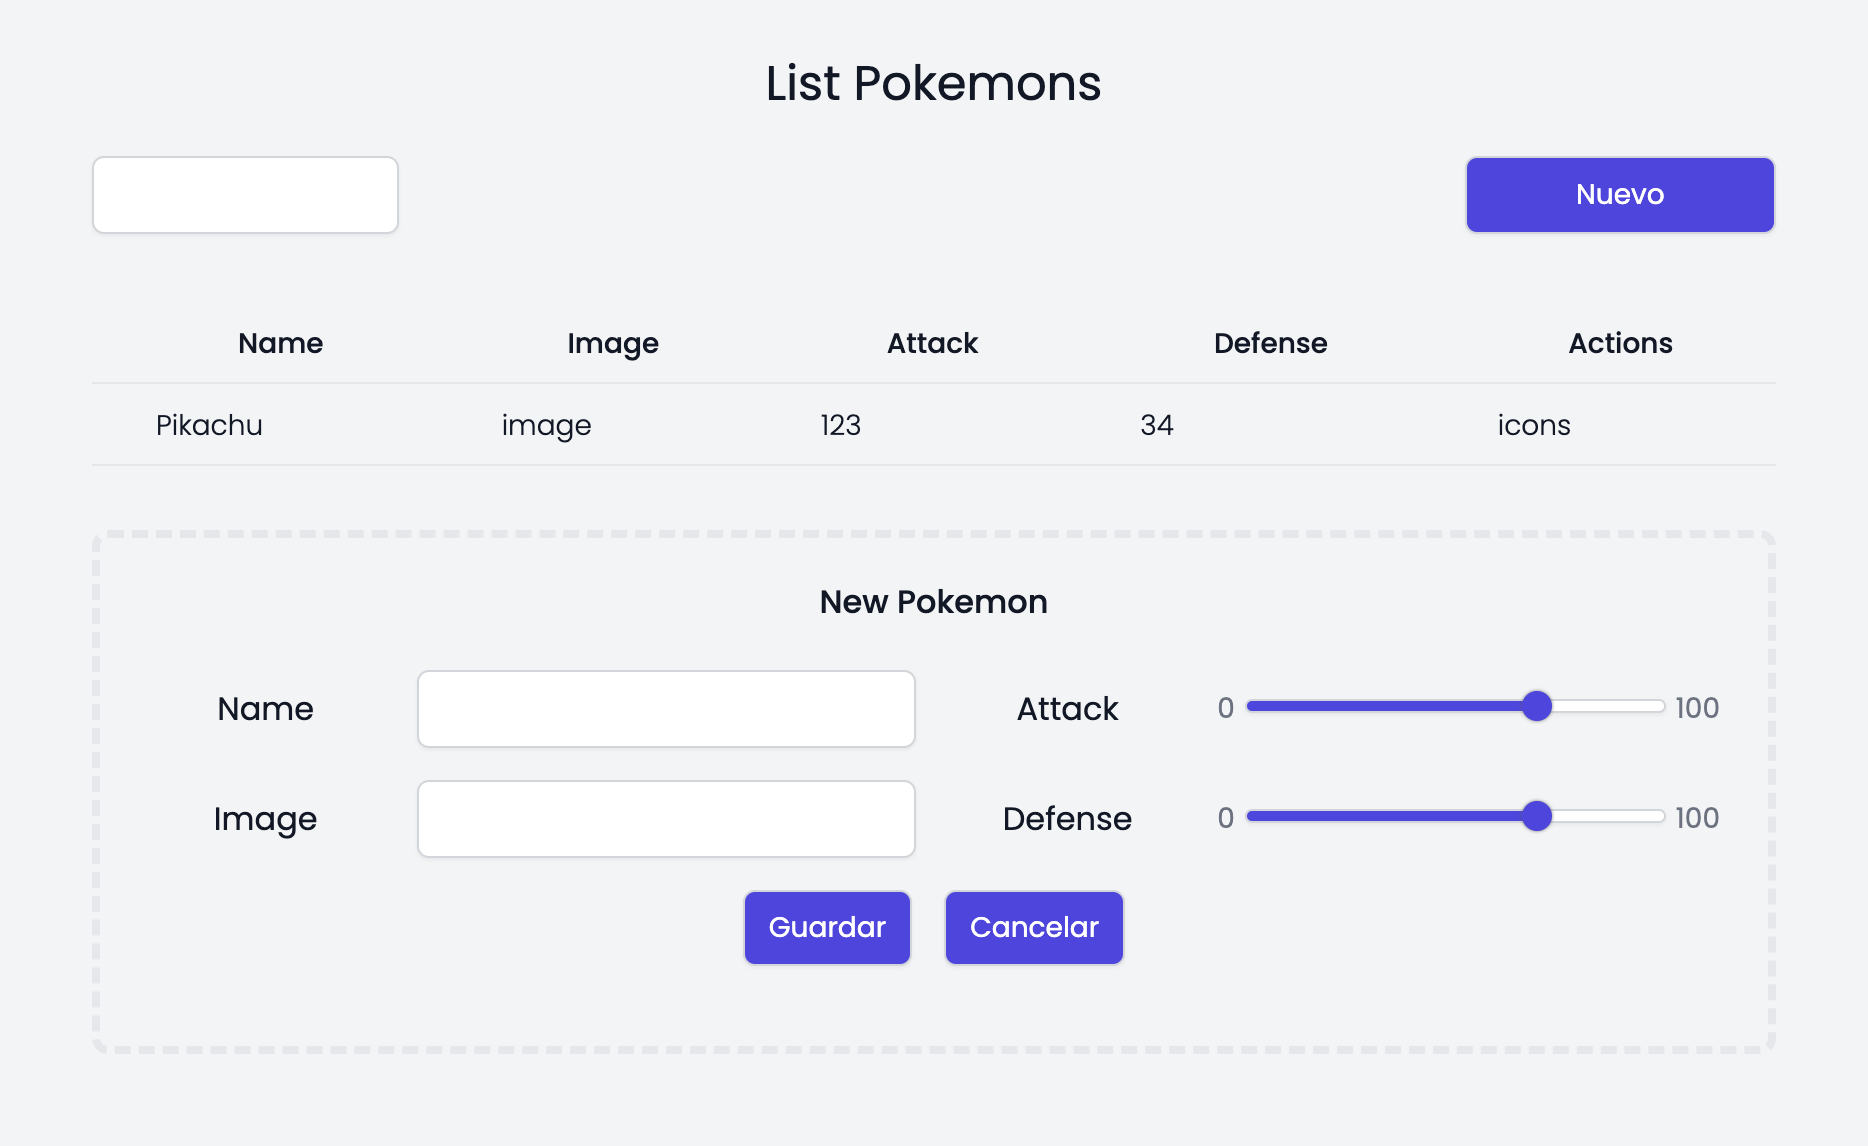 List Pokemons
Nuevo
Name Image Attack Defense Actions
Pikachu image 123 34 icons
New Pokemon
Name Attack 0 100
Image Defense 0 100
Guardar Cancelar